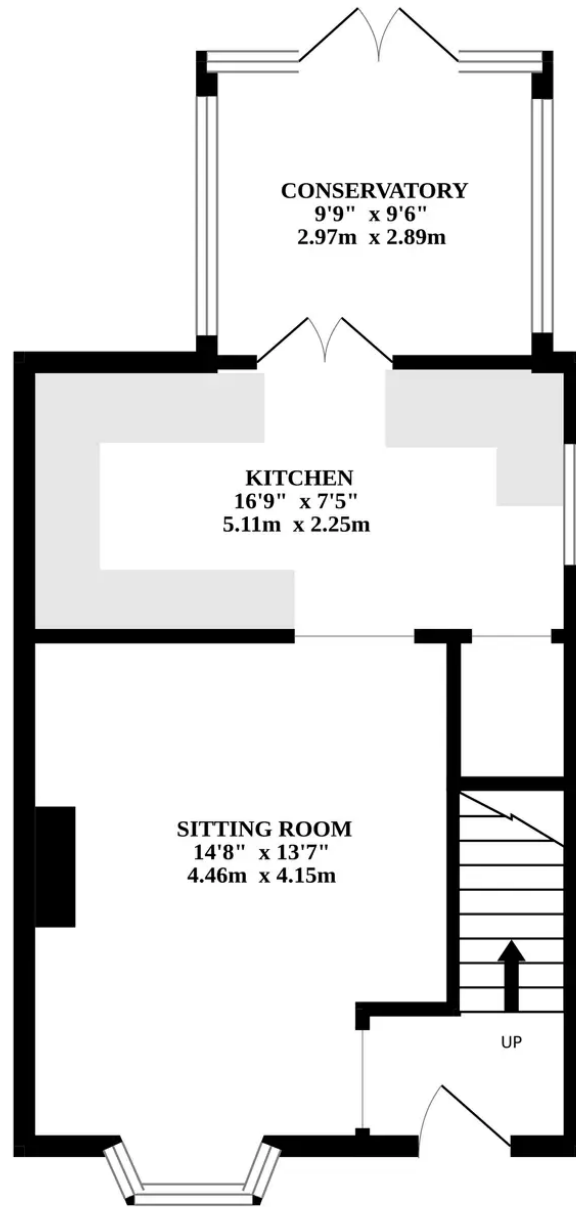 CONSERVATORY
9'9" x 9'6"
2.97m x 2.89m
KITCHEN
16'9" x 7'5"
5.11m x 2.25m
SITTING ROOM
14'8" x 13'7"
4.46m x 4.15m
UP